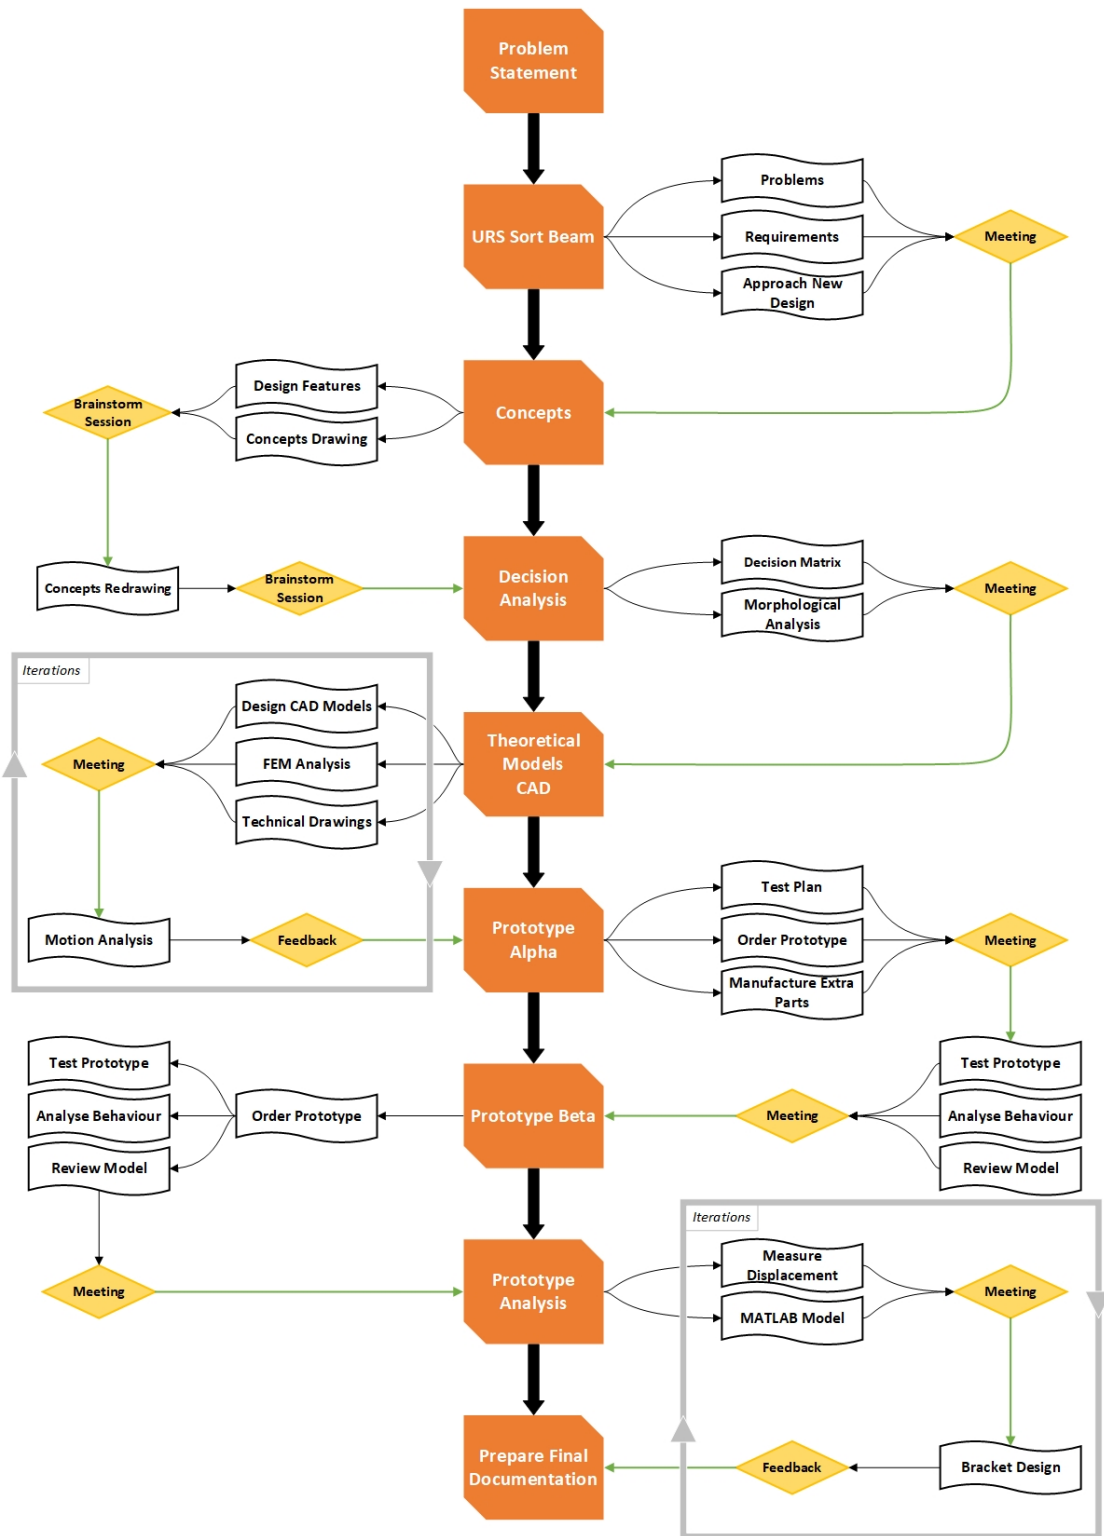 Problem
Statement
URS Sort Beam
Problems
Requirements
Approach New
Design
Meeting
Concepts
Design Features
Concepts Drawing
Brainstorm
Session
Concepts Redrawing
Brainstorm
Session
Decision
Analysis
Decision Matrix
Morphological
Analysis
Meeting
Iterations
Theoretical
Models
CAD
Design CAD Models
FEM Analysis
Technical Drawings
Meeting
Motion Analysis
Feedback
Prototype
Alpha
Test Plan
Order Prototype
Manufacture Extra
Parts
Meeting
Test Prototype
Analyse Behaviour
Review Model
Meeting
Prototype Beta
Order Prototype
Test Prototype
Analyse Behaviour
Review Model
Meeting
Prototype
Analysis
Iterations
Measure
Displacement
MATLAB Model
Meeting
Bracket Design
Feedback
Prepare Final
Documentation